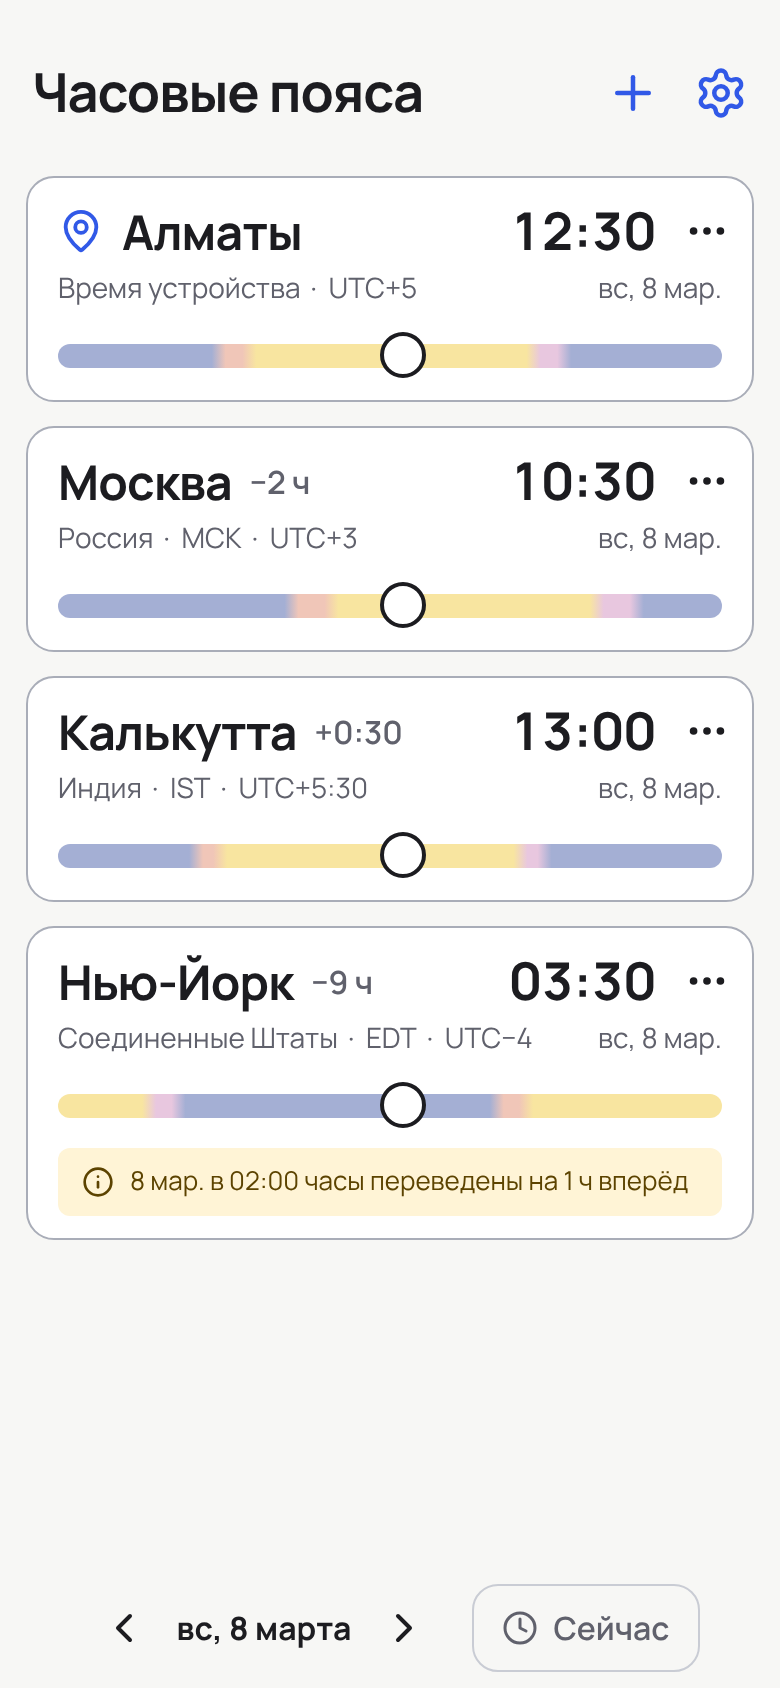 Часовые пояса
Алматы 12:30
Время устройства · UTC+5 вс, 8 мар.
Москва −2 ч 10:30
Россия · МСК · UTC+3 вс, 8 мар.
Калькутта +0:30 13:00
Индия · IST · UTC+5:30 вс, 8 мар.
Нью-Йорк −9 ч 03:30
Соединенные Штаты · EDT · UTC−4 вс, 8 мар.
8 мар. в 02:00 часы переведены на 1 ч вперёд
вс, 8 марта Сейчас